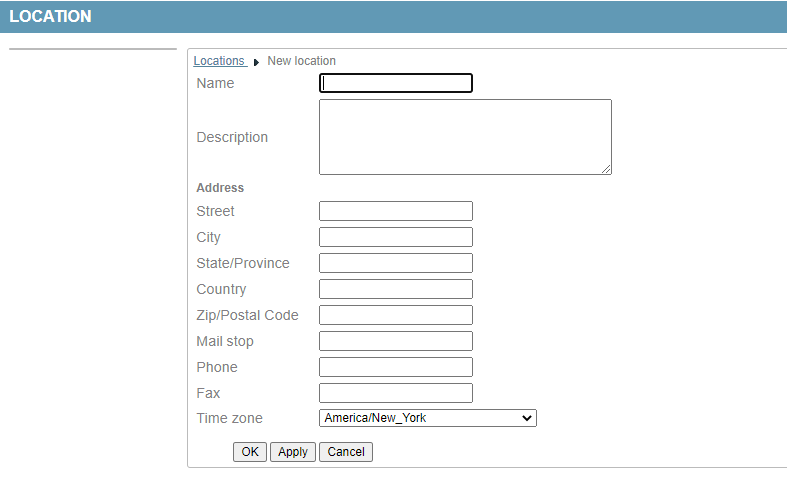 LOCATION
Locations New location
Name
Description
Address
Street
City
State/Province
Country
Zip/Postal Code
Mail stop
Phone
Fax
Time zone America/New_York
OK Apply Cancel